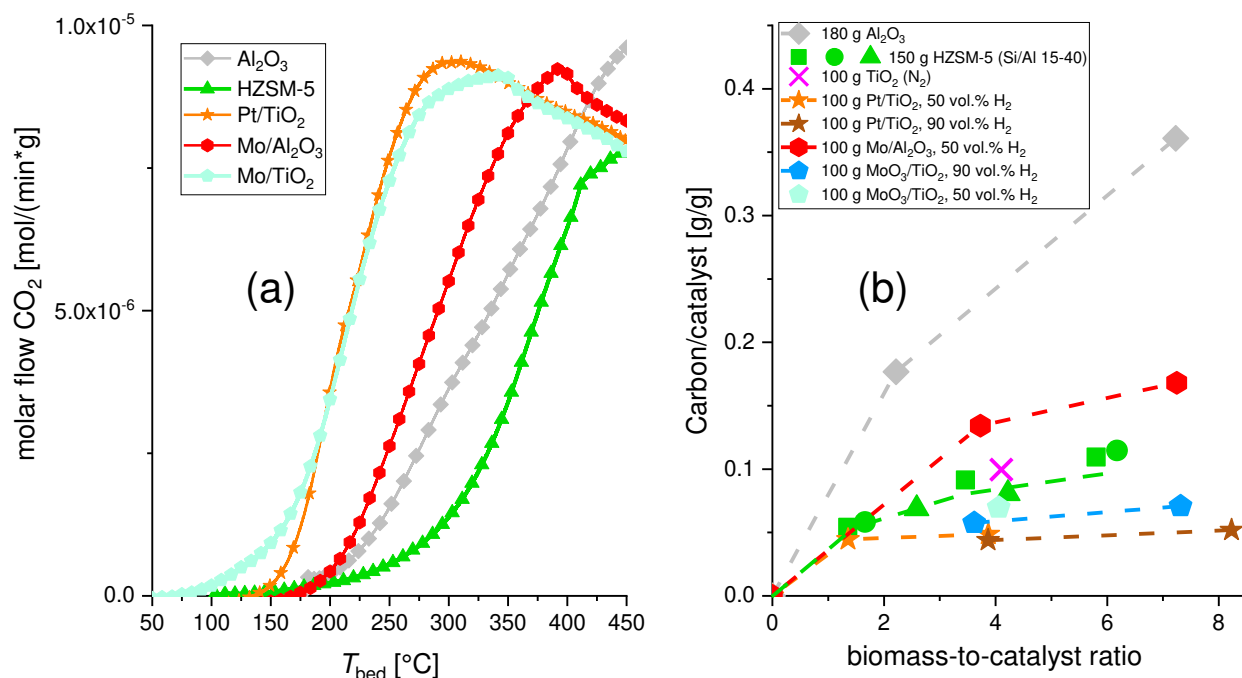 molar flow CO₂ [mol/(min*g]
1.0x10⁻⁵
5.0x10⁻⁶
0.0
Al₂O₃
HZSM-5
Pt/TiO₂
Mo/Al₂O₃
Mo/TiO₂
(a)
50 100 150 200 250 300 350 400 450
T_bed [°C]
Carbon/catalyst [g/g]
0.4
0.3
0.2
0.1
0.0
180 g Al₂O₃
150 g HZSM-5 (Si/Al 15-40)
100 g TiO₂ (N₂)
100 g Pt/TiO₂, 50 vol.% H₂
100 g Pt/TiO₂, 90 vol.% H₂
100 g Mo/Al₂O₃, 50 vol.% H₂
100 g MoO₃/TiO₂, 90 vol.% H₂
100 g MoO₃/TiO₂, 50 vol.% H₂
(b)
0 2 4 6 8
biomass-to-catalyst ratio